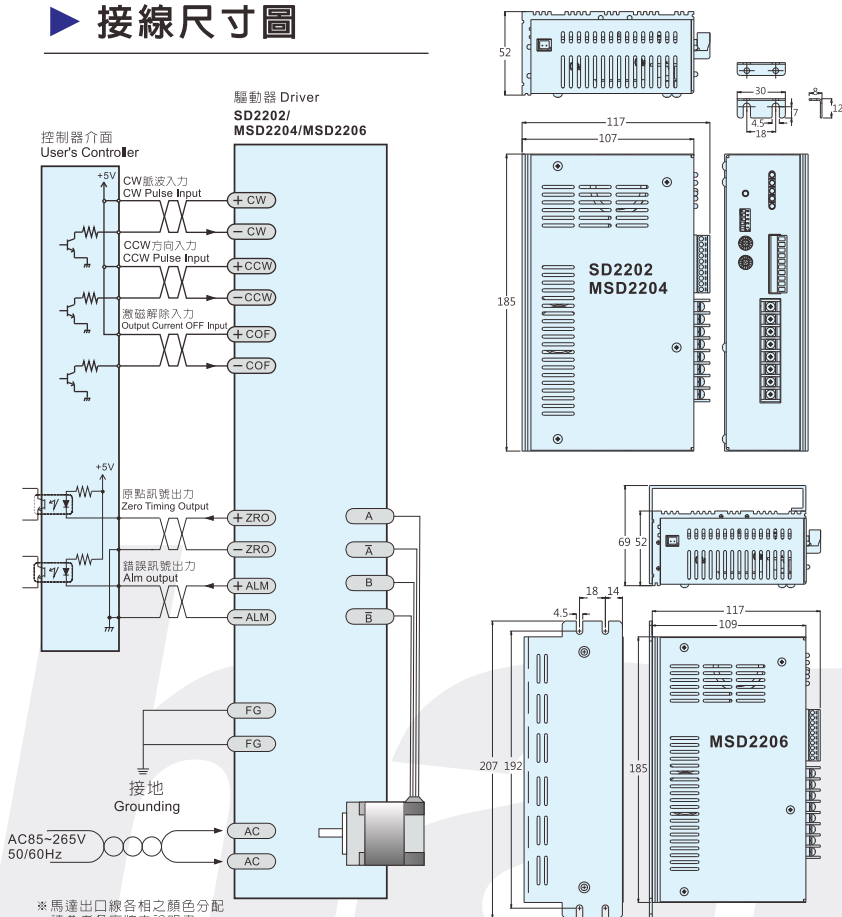 ▶ 接線尺寸圖
驅動器 Driver
SD2202/
MSD2204/MSD2206
控制器介面
User's Controller
+5V
CW脈波入力
CW Pulse Input
+ CW
− CW
CCW方向入力
CCW Pulse Input
+ CCW
− CCW
激磁解除入力
Output Current OFF Input
+ COF
− COF
+5V
原點訊號出力
Zero Timing Output
+ ZRO
− ZRO
錯誤訊號出力
Alm output
+ ALM
− ALM
A
A̅
B
B̅
FG
FG
接地
Grounding
AC85~265V
50/60Hz
AC
AC
※馬達出口線各相之顏色分配
52
30
4.5
18
7
8
12
117
107
185
SD2202
MSD2204
69
52
18
14
4.5
207
192
117
109
185
MSD2206